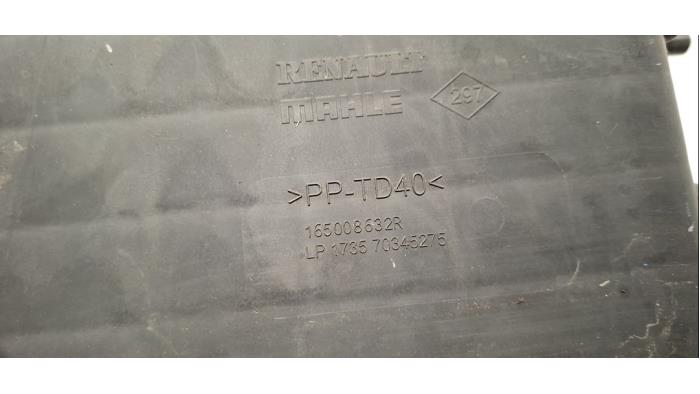 RENAULT
MAHLE
297
>PP-TD40<
165008632R
LP 1735 70345275